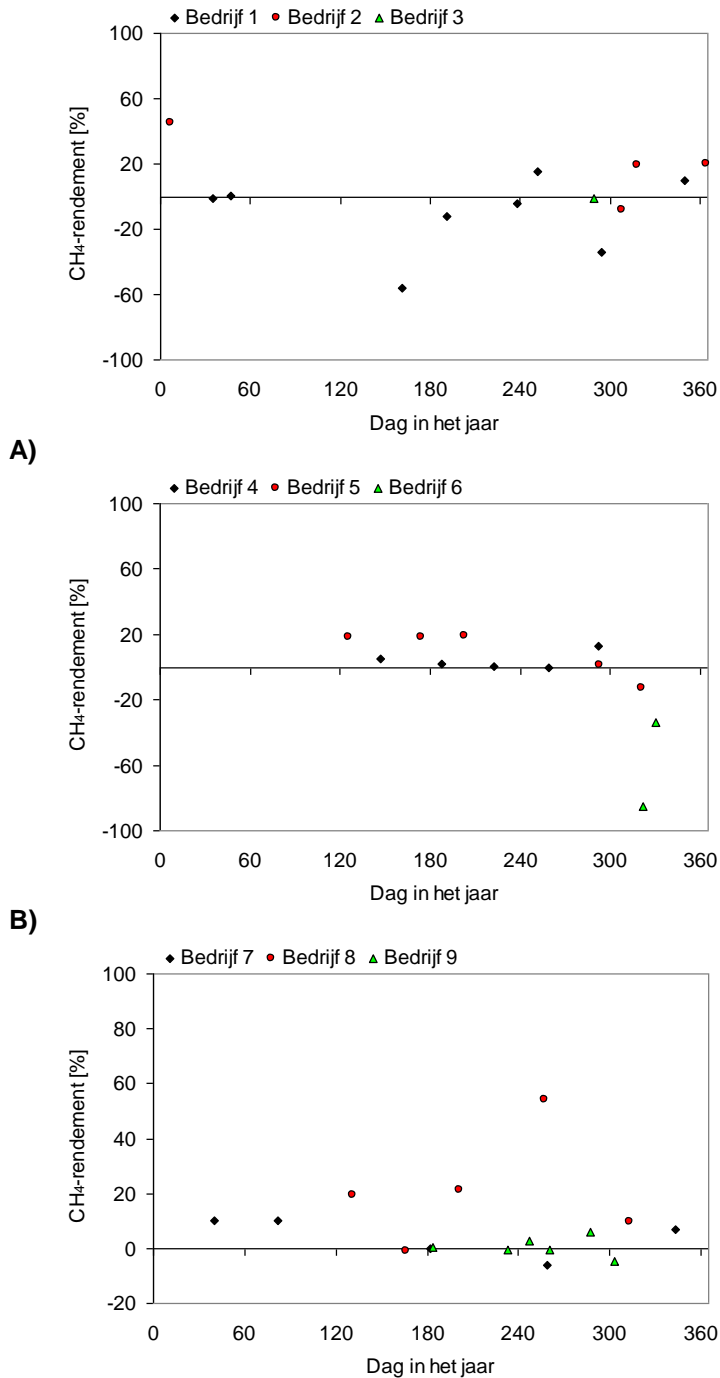 Bedrijf 1 Bedrijf 2 Bedrijf 3
100
60
20
-20
-60
-100
CH4-rendement [%]
0 60 120 180 240 300 360
Dag in het jaar
A)
Bedrijf 4 Bedrijf 5 Bedrijf 6
100
60
20
-20
-60
-100
CH4-rendement [%]
0 60 120 180 240 300 360
Dag in het jaar
B)
Bedrijf 7 Bedrijf 8 Bedrijf 9
100
80
60
40
20
0
-20
CH4-rendement [%]
0 60 120 180 240 300 360
Dag in het jaar